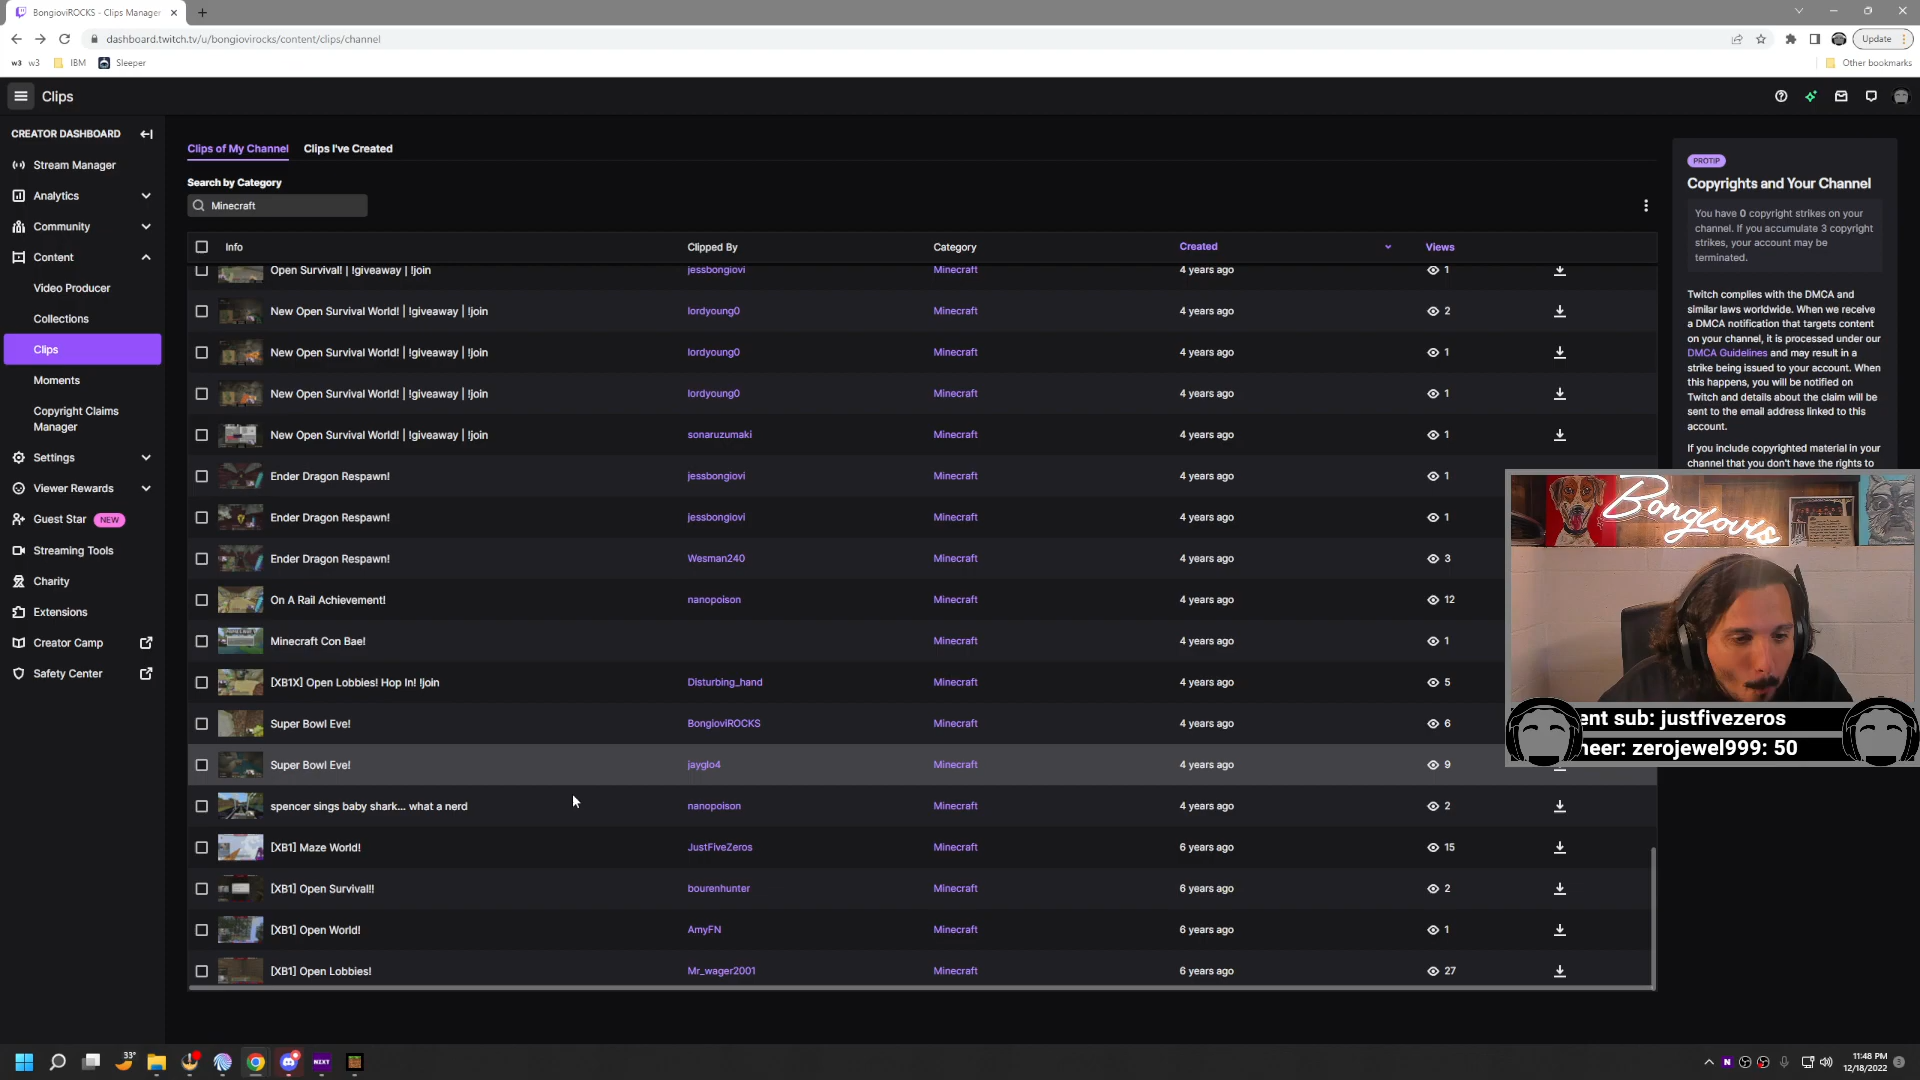 BongioviROCKS - Clips Manager
dashboard.twitch.tv/u/bongiovirocks/content/clips/channel
Update
w3 w3 IBM Sleeper
Other bookmarks
Clips
CREATOR DASHBOARD
Stream Manager
Analytics
Community
Content
Video Producer
Collections
Clips
Moments
Copyright Claims
Manager
Settings
Viewer Rewards
Guest Star NEW
Streaming Tools
Charity
Extensions
Creator Camp
Safety Center
Clips of My Channel Clips I've Created
Search by Category
Minecraft
Info Clipped By Category Created Views
Open Survival! | !giveaway | !join jessbongiovi Minecraft 4 years ago 1
New Open Survival World! | !giveaway | !join lordyoung0 Minecraft 4 years ago 2
New Open Survival World! | !giveaway | !join lordyoung0 Minecraft 4 years ago 1
New Open Survival World! | !giveaway | !join lordyoung0 Minecraft 4 years ago 1
New Open Survival World! | !giveaway | !join sonaruzumaki Minecraft 4 years ago 1
Ender Dragon Respawn! jessbongiovi Minecraft 4 years ago 1
Ender Dragon Respawn! jessbongiovi Minecraft 4 years ago 1
Ender Dragon Respawn! Wesman240 Minecraft 4 years ago 3
On A Rail Achievement! nanopoison Minecraft 4 years ago 12
Minecraft Con Bae! Minecraft 4 years ago 1
[XB1X] Open Lobbies! Hop In! !join Disturbing_hand Minecraft 4 years ago 5
Super Bowl Eve! BongioviROCKS Minecraft 4 years ago 6
Super Bowl Eve! jayglo4 Minecraft 4 years ago 9
spencer sings baby shark... what a nerd nanopoison Minecraft 4 years ago 2
[XB1] Maze World! JustFiveZeros Minecraft 6 years ago 15
[XB1] Open Survival!! bourenhunter Minecraft 6 years ago 2
[XB1] Open World! AmyFN Minecraft 6 years ago 1
[XB1] Open Lobbies! Mr_wager2001 Minecraft 6 years ago 27
PROTIP
Copyrights and Your Channel
You have 0 copyright strikes on your
channel. If you accumulate 3 copyright
strikes, your account may be
terminated.
Twitch complies with the DMCA and
similar laws worldwide. When we receive
a DMCA notification that targets content
on your channel, it is processed under our
DMCA Guidelines and may result in a
strike being issued to your account. When
this happens, you will be notified on
Twitch and details about the claim will be
sent to the email address linked to this
account.
If you include copyrighted material in your
channel that you don't have the rights to
Bongiovis
ent sub: justfivezeros
heer: zerojewel999: 50
33°
NZXT
N
11:48 PM
12/18/2022
3